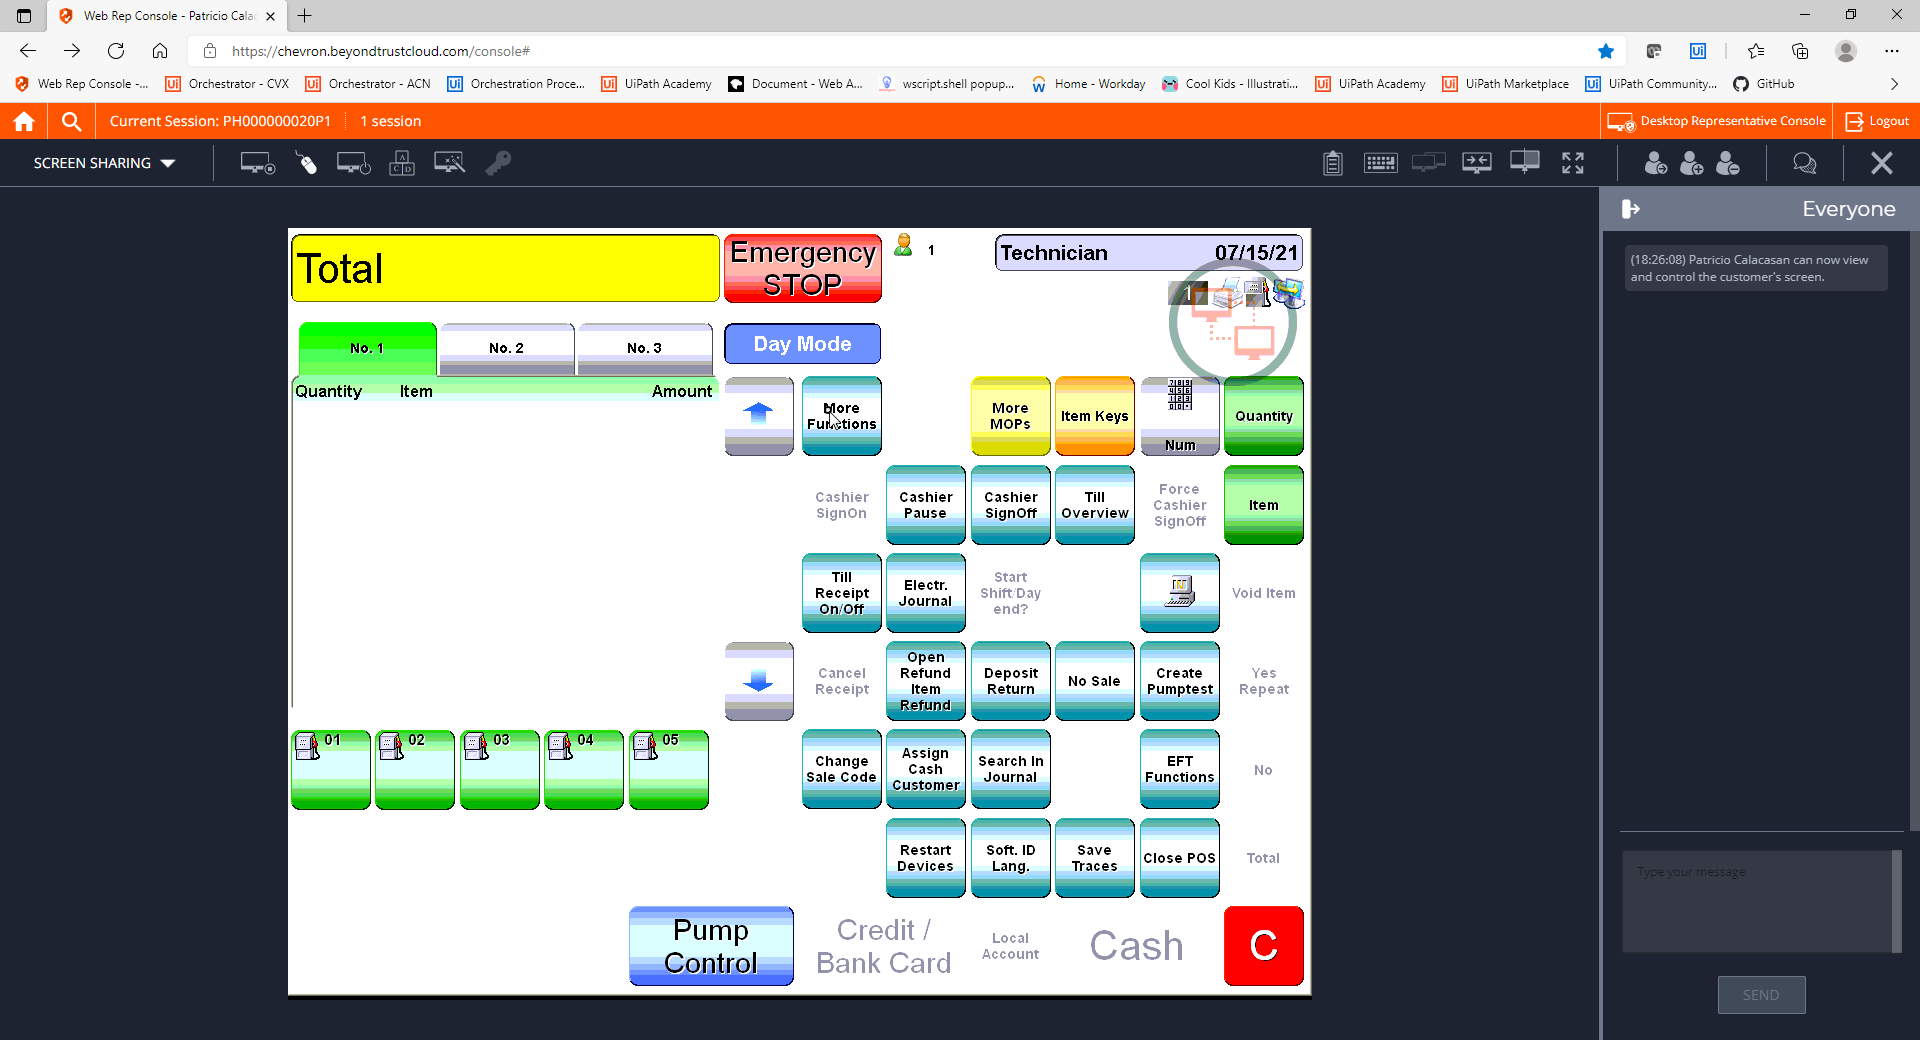 Web Rep Console - Patricio Cala
https://chevron.beyondtrustcloud.com/console#
Web Rep Console -...
Orchestrator - CVX
Orchestrator - ACN
Orchestration Proce...
UiPath Academy
Document - Web A...
wscript.shell popup...
Home - Workday
Cool Kids - Illustrati...
UiPath Academy
UiPath Marketplace
UiPath Community...
GitHub
Current Session: PH000000020P1
1 session
Desktop Representative Console
Logout
SCREEN SHARING
Everyone
(18:26:08) Patricio Calacasan can now view
and control the customer's screen.
Total
Emergency
STOP
1
Technician
07/15/21
1
No. 1
No. 2
No. 3
Day Mode
Quantity
Item
Amount
More
Functions
More
MOPs
Item Keys
Num
Quantity
Cashier
SignOn
Cashier
Pause
Cashier
SignOff
Till
Overview
Force
Cashier
SignOff
Item
Till
Receipt
On/Off
Electr.
Journal
Start
Shift/Day
end?
Void Item
Cancel
Receipt
Open
Refund
Item
Refund
Deposit
Return
No Sale
Create
Pumptest
Yes
Repeat
01
02
03
04
05
Change
Sale Code
Assign
Cash
Customer
Search In
Journal
EFT
Functions
No
Restart
Devices
Soft. ID
Lang.
Save
Traces
Close POS
Total
Pump
Control
Credit /
Bank Card
Local
Account
Cash
C
Type your message
SEND